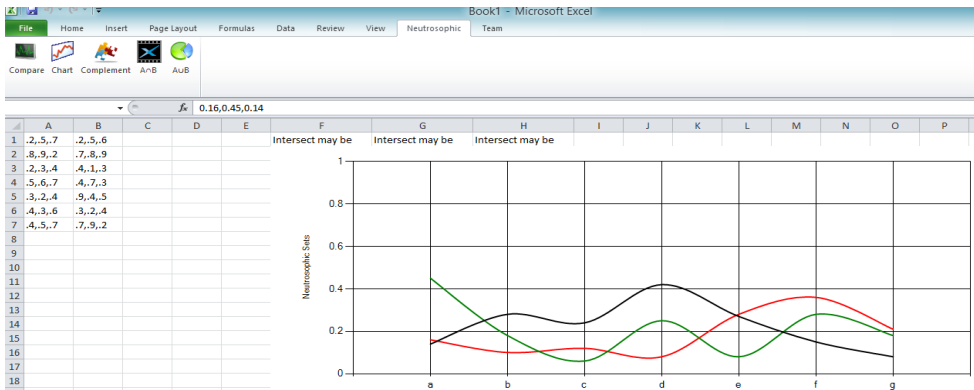 Book1 - Microsoft Excel
File Home Insert Page Layout Formulas Data Review View Neutrosophic Team
Compare Chart Complement A∩B A∪B
fx 0.16,0.45,0.14
A B C D E F G H I J K L M N O P
1 .2,.5,.7 .2,.5,.6 Intersect may be Intersect may be Intersect may be
2 .8,.9,.2 .7,.8,.9
3 .2,.3,.4 .4,.1,.3
4 .5,.6,.7 .4,.7,.3
5 .3,.2,.4 .9,.4,.5
6 .4,.3,.6 .3,.2,.4
7 .4,.5,.7 .7,.9,.2
8
9
10
11
12
13
14
15
16
17
18
1
0.8
0.6
0.4
0.2
0
Neutrosophic Sets
a b c d e f g